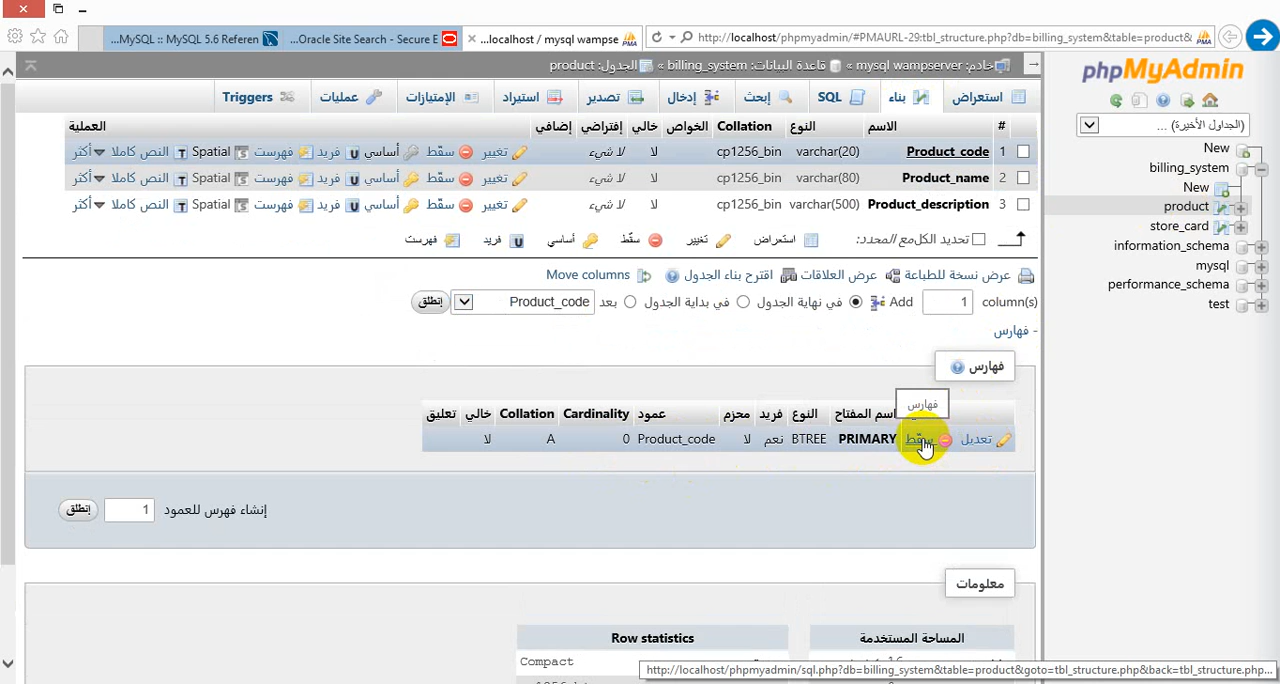 ...MySQL :: MySQL 5.6 Referen
...Oracle Site Search - Secure E
...localhost / mysql wampse
http://localhost/phpmyadmin/#PMAURL-29:tbl_structure.php?db=billing_system&table=product&
خادم: mysql wampserver » قاعدة البيانات: billing_system » الجدول: product
استعراض بناء SQL إبحث إدخال تصدير استيراد الإمتيازات عمليات Triggers
# الاسم النوع Collation الخواص خالي إفتراضي إضافي العملية
1 Product_code varchar(20) cp1256_bin لا لا شيء تغيير سقّط أساسي فريد فهرست Spatial النص كاملا أكثر
2 Product_name varchar(80) cp1256_bin لا لا شيء تغيير سقّط أساسي فريد فهرست Spatial النص كاملا أكثر
3 Product_description varchar(500) cp1256_bin لا لا شيء تغيير سقّط أساسي فريد فهرست Spatial النص كاملا أكثر
تحديد الكل مع المحدد: استعراض تغيير سقّط أساسي فريد فهرست
عرض نسخة للطباعة عرض العلاقات اقترح بناء الجدول Move columns
Add 1 column(s) في نهاية الجدول في بداية الجدول بعد Product_code إنطلق
- فهارس
فهارس
اسم المفتاح النوع فريد محزم عمود Cardinality Collation خالي تعليق
فهارس
تعديل سقّط PRIMARY BTREE نعم لا Product_code 0 A لا
إنشاء فهرس للعمود 1 إنطلق
معلومات
المساحة المستخدمة
Row statistics
Compact
http://localhost/phpmyadmin/sql.php?db=billing_system&table=product&goto=tbl_structure.php&back=tbl_structure.php...
phpMyAdmin
(الجداول الأخيرة) ...
New
billing_system
New
product
store_card
information_schema
mysql
performance_schema
test